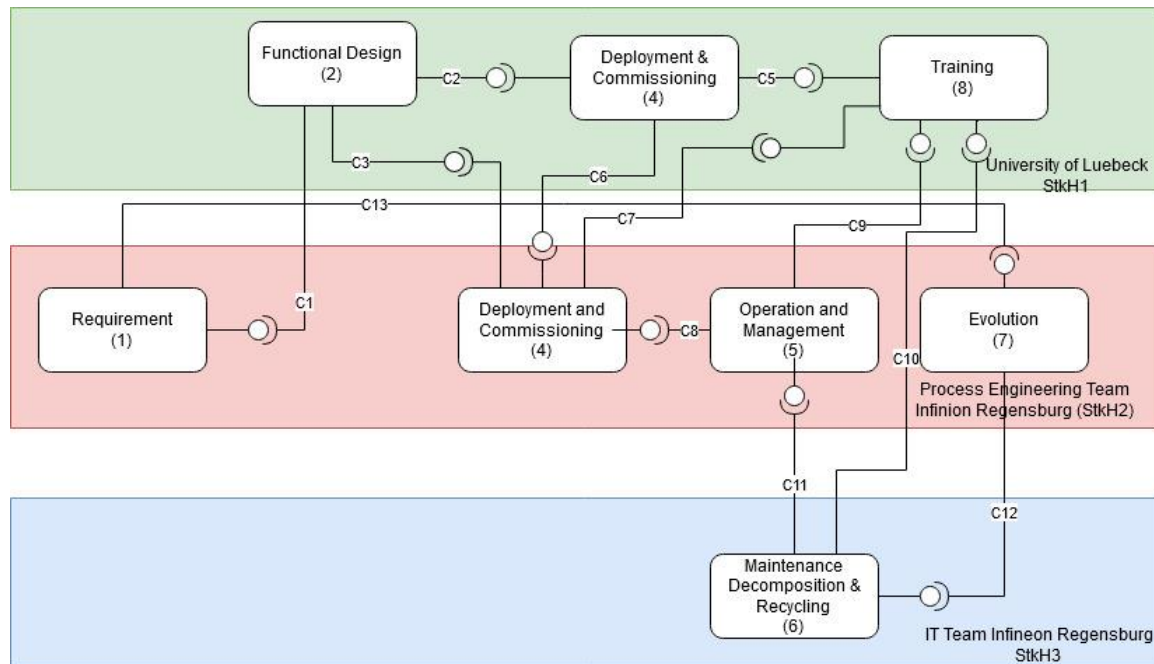 Functional Design
(2)
C2
Deployment &
Commissioning
(4)
C5
Training
(8)
C3
C6
University of Luebeck
StkH1
C13
C7
C9
Requirement
(1)
C1
Deployment and
Commissioning
(4)
C8
Operation and
Management
(5)
C10
Evolution
(7)
Process Engineering Team
Infinion Regensburg (StkH2)
C11
C12
Maintenance
Decomposition &
Recycling
(6)
IT Team Infineon Regensburg
StkH3